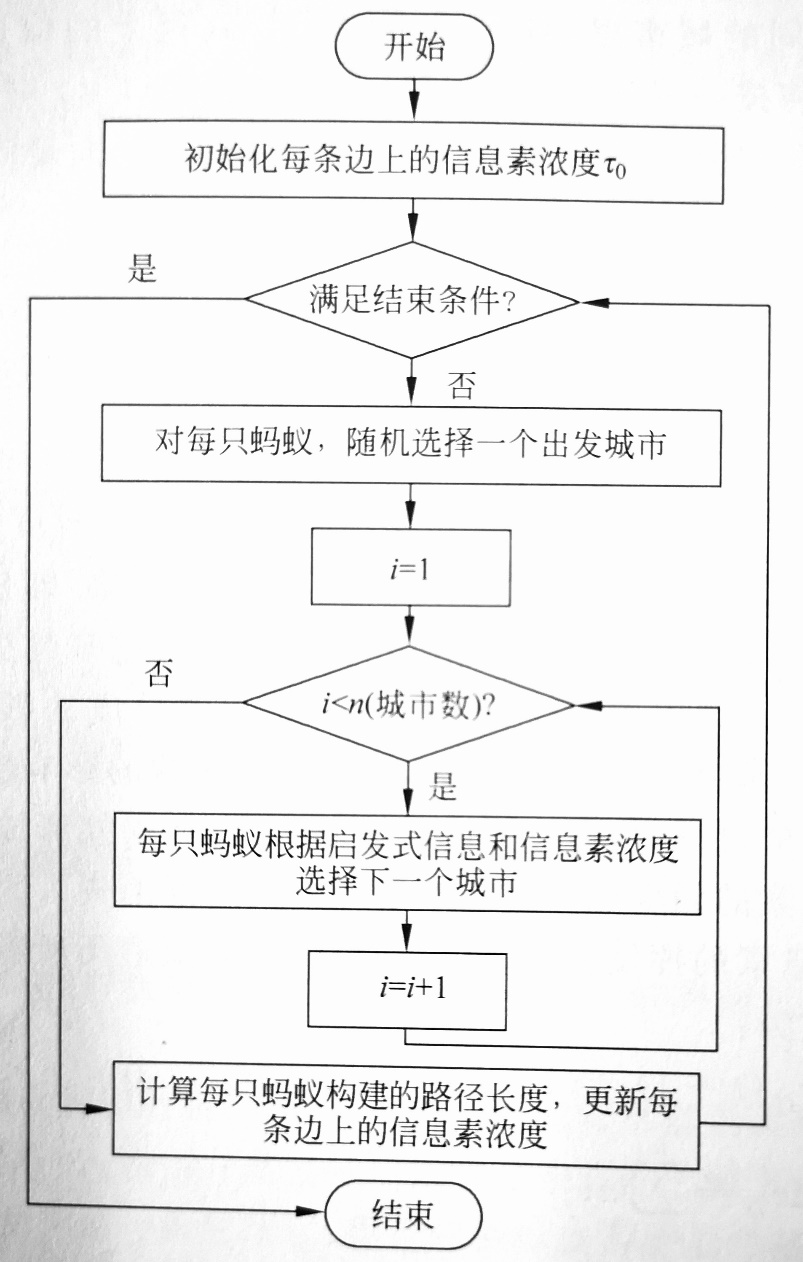 开始
初始化每条边上的信息素浓度τ₀
是
满足结束条件?
否
对每只蚂蚁，随机选择一个出发城市
i=1
否
i<n(城市数)?
是
每只蚂蚁根据启发式信息和信息素浓度
选择下一个城市
i=i+1
计算每只蚂蚁构建的路径长度，更新每
条边上的信息素浓度
结束